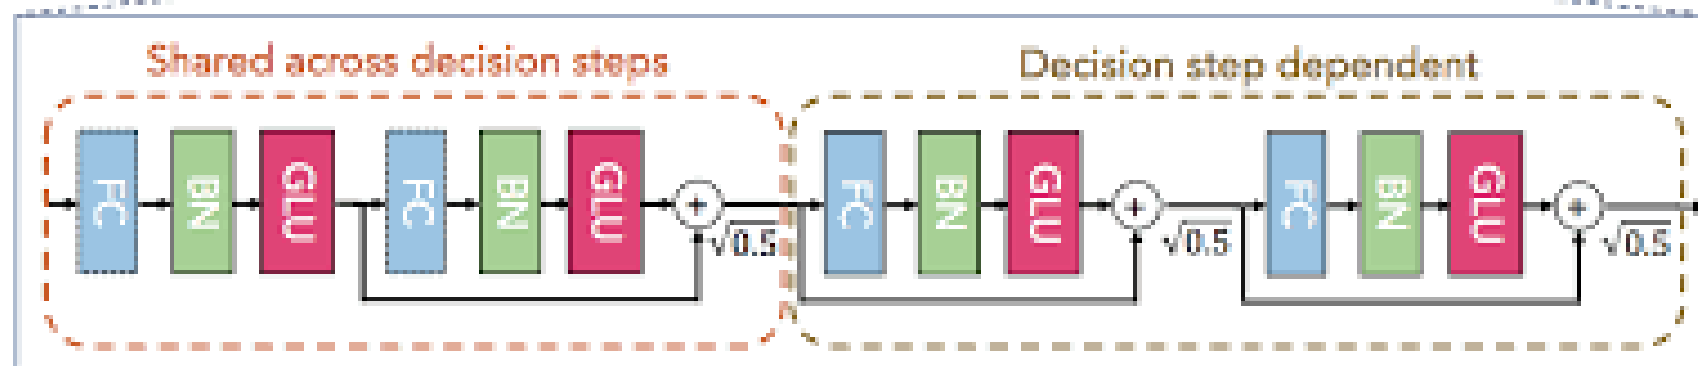 Shared across decision steps
Decision step dependent
FC BN GLU FC BN GLU + √0.5 FC BN GLU + √0.5 FC BN GLU + √0.5